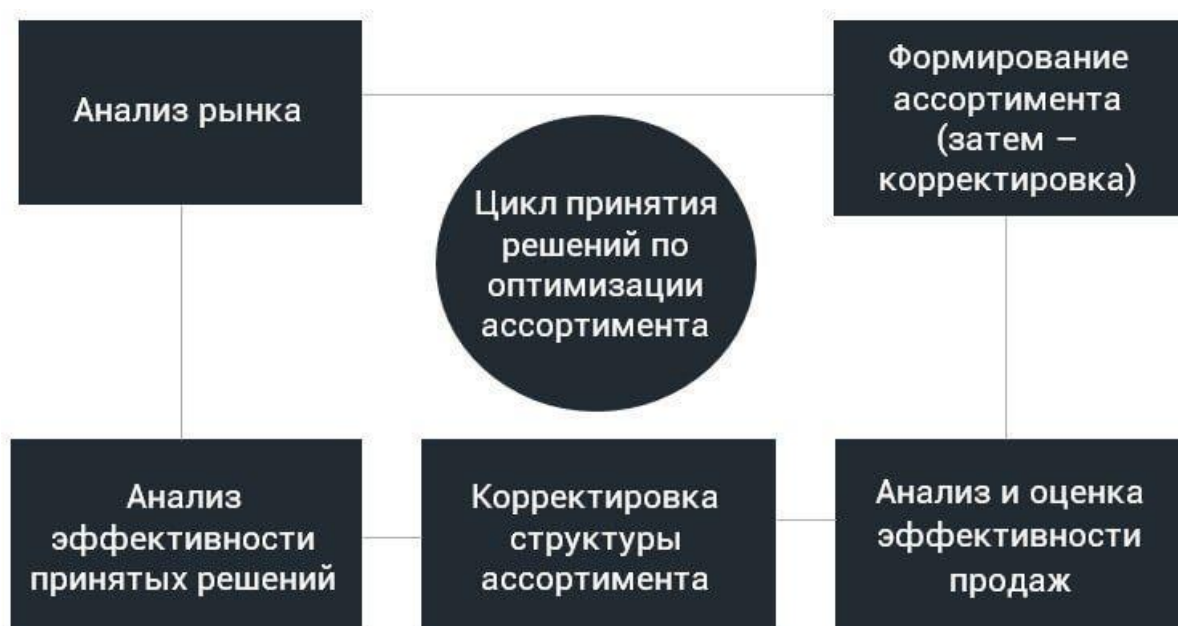 Анализ рынка
Формирование
ассортимента
(затем –
корректировка)
Цикл принятия
решений по
оптимизации
ассортимента
Анализ
эффективности
принятых решений
Корректировка
структуры
ассортимента
Анализ и оценка
эффективности
продаж